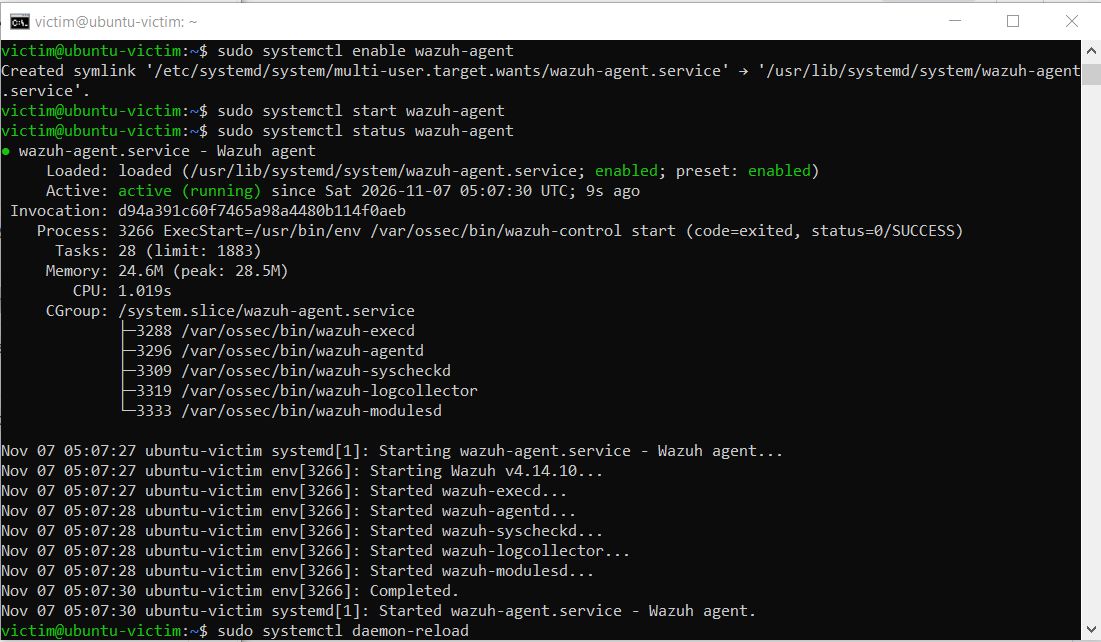 victim@ubuntu-victim: ~
victim@ubuntu-victim:~$ sudo systemctl enable wazuh-agent
Created symlink '/etc/systemd/system/multi-user.target.wants/wazuh-agent.service' → '/usr/lib/systemd/system/wazuh-agent
.service'.
victim@ubuntu-victim:~$ sudo systemctl start wazuh-agent
victim@ubuntu-victim:~$ sudo systemctl status wazuh-agent
● wazuh-agent.service - Wazuh agent
     Loaded: loaded (/usr/lib/systemd/system/wazuh-agent.service; enabled; preset: enabled)
     Active: active (running) since Sat 2026-11-07 05:07:30 UTC; 9s ago
 Invocation: d94a391c60f7465a98a4480b114f0aeb
    Process: 3266 ExecStart=/usr/bin/env /var/ossec/bin/wazuh-control start (code=exited, status=0/SUCCESS)
      Tasks: 28 (limit: 1883)
     Memory: 24.6M (peak: 28.5M)
        CPU: 1.019s
     CGroup: /system.slice/wazuh-agent.service
             ├─3288 /var/ossec/bin/wazuh-execd
             ├─3296 /var/ossec/bin/wazuh-agentd
             ├─3309 /var/ossec/bin/wazuh-syscheckd
             ├─3319 /var/ossec/bin/wazuh-logcollector
             └─3333 /var/ossec/bin/wazuh-modulesd
Nov 07 05:07:27 ubuntu-victim systemd[1]: Starting wazuh-agent.service - Wazuh agent...
Nov 07 05:07:27 ubuntu-victim env[3266]: Starting Wazuh v4.14.10...
Nov 07 05:07:27 ubuntu-victim env[3266]: Started wazuh-execd...
Nov 07 05:07:28 ubuntu-victim env[3266]: Started wazuh-agentd...
Nov 07 05:07:28 ubuntu-victim env[3266]: Started wazuh-syscheckd...
Nov 07 05:07:28 ubuntu-victim env[3266]: Started wazuh-logcollector...
Nov 07 05:07:28 ubuntu-victim env[3266]: Started wazuh-modulesd...
Nov 07 05:07:30 ubuntu-victim env[3266]: Completed.
Nov 07 05:07:30 ubuntu-victim systemd[1]: Started wazuh-agent.service - Wazuh agent.
victim@ubuntu-victim:~$ sudo systemctl daemon-reload